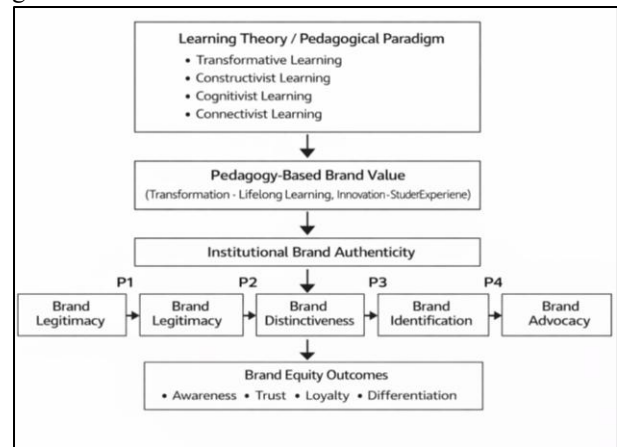 Learning Theory / Pedagogical Paradigm
• Transformative Learning
• Constructivist Learning
• Cognitivist Learning
• Connectivist Learning
Pedagogy-Based Brand Value
(Transformation - Lifelong Learning, Innovation-StuderExperiene)
Institutional Brand Authenticity
P1 P2 P3 P4
Brand Legitimacy
Brand Legitimacy
Brand Distinctiveness
Brand Identification
Brand Advocacy
Brand Equity Outcomes
• Awareness • Trust • Loyalty • Differentiation